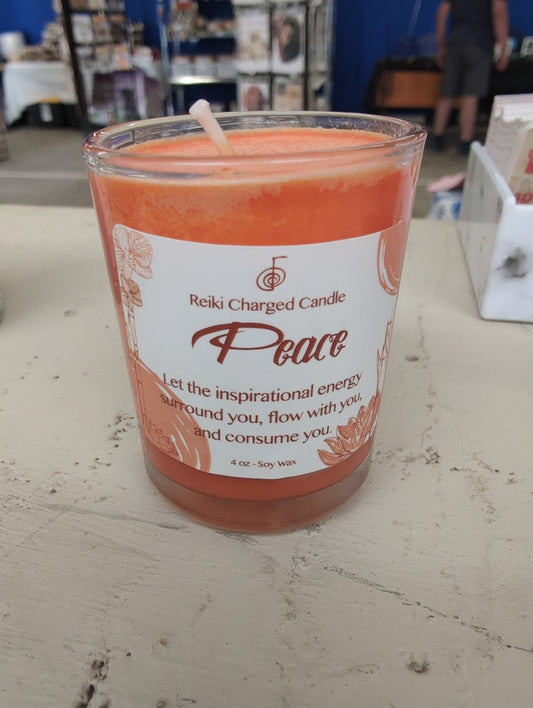 Reiki Charged Candle
Peace
Let the inspirational energy
surround you, flow with you,
and consume you.
4 oz - Soy Wax